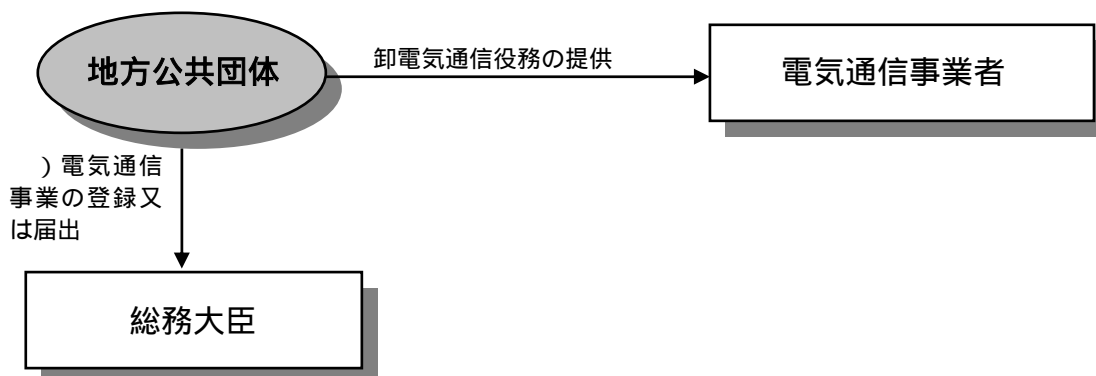 地方公共団体
卸電気通信役務の提供
電気通信事業者
）電気通信
事業の登録又
は届出
総務大臣